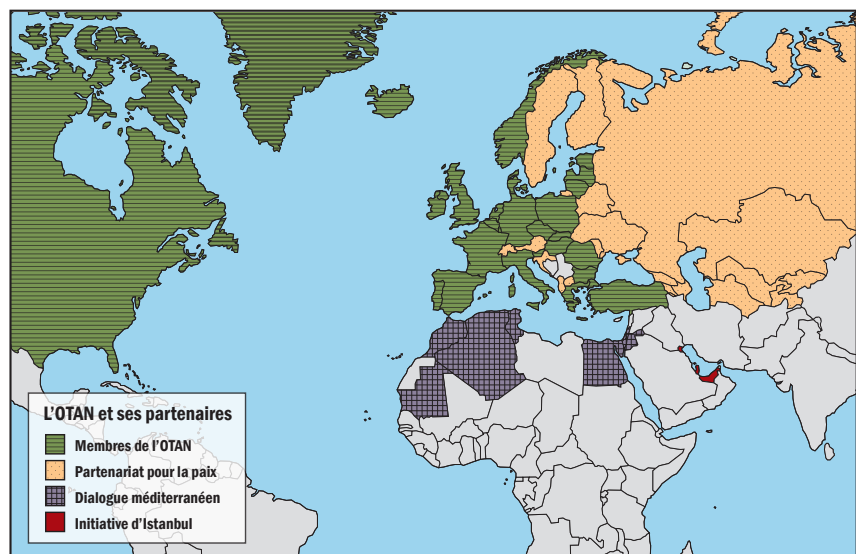 L'OTAN et ses partenaires
Membres de l'OTAN
Partenariat pour la paix
Dialogue méditerranéen
Initiative d'Istanbul